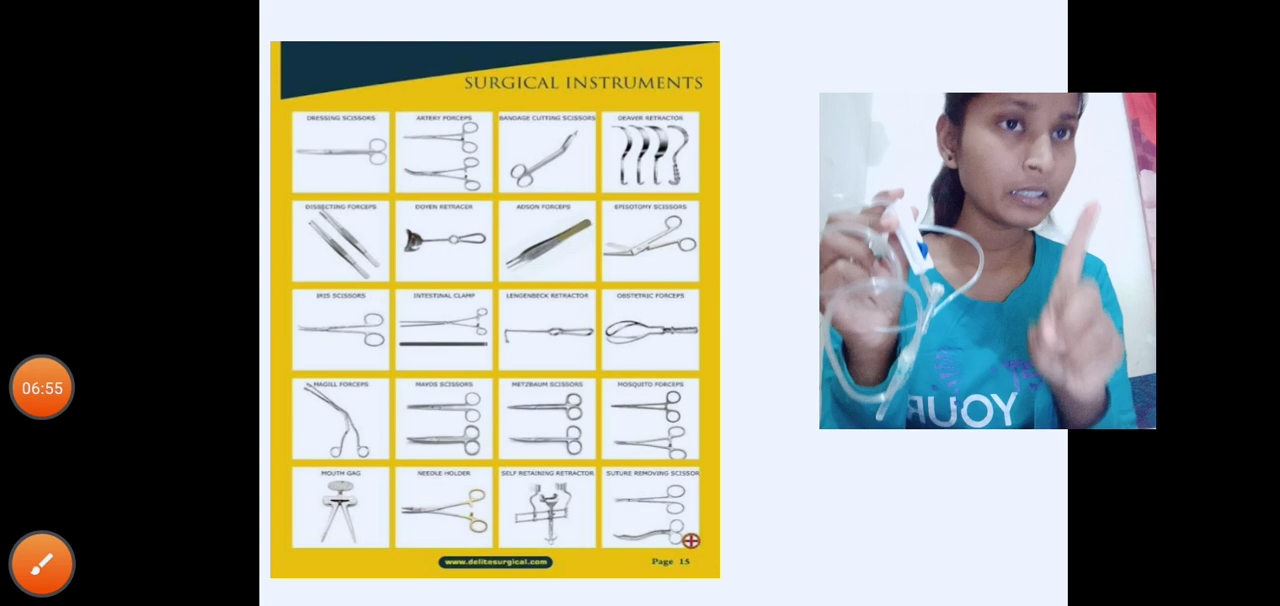 SURGICAL INSTRUMENTS
DRESSING SCISSORS
ARTERY FORCEPS
BANDAGE CUTTING SCISSORS
DEAVER RETRACTOR
DISSECTING FORCEPS
DOYEN RETRACER
ADSON FORCEPS
EPISOTOMY SCISSORS
IRIS SCISSORS
INTESTINAL CLAMP
LENGENBECK RETRACTOR
OBSTETRIC FORCEPS
MAGILL FORCEPS
MAYOS SCISSORS
METZBAUM SCISSORS
MOSQUITO FORCEPS
MOUTH GAG
NEEDLE HOLDER
SELF RETAINING RETRACTOR
SUTURE REMOVING SCISSOR
www.delitesurgical.com
Page 15
06:55
YOUR